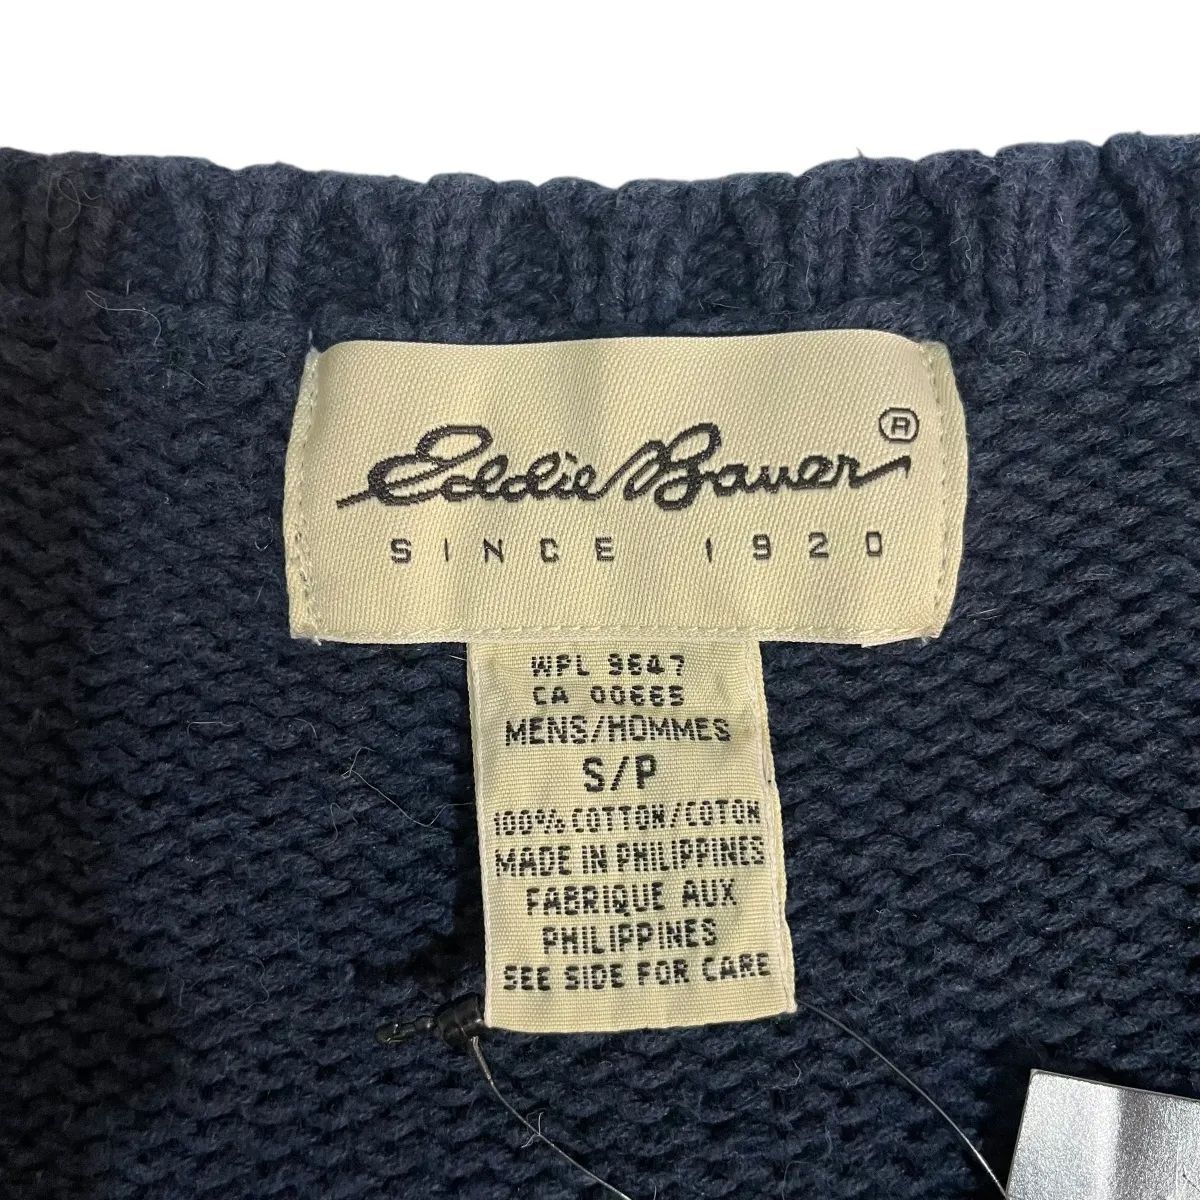 Eddie Bauer ®
SINCE 1920
WPL 9647
CA 00665
MENS/HOMMES
S/P
100% COTTON/COTON
MADE IN PHILIPPINES
FABRIQUE AUX
PHILIPPINES
SEE SIDE FOR CARE